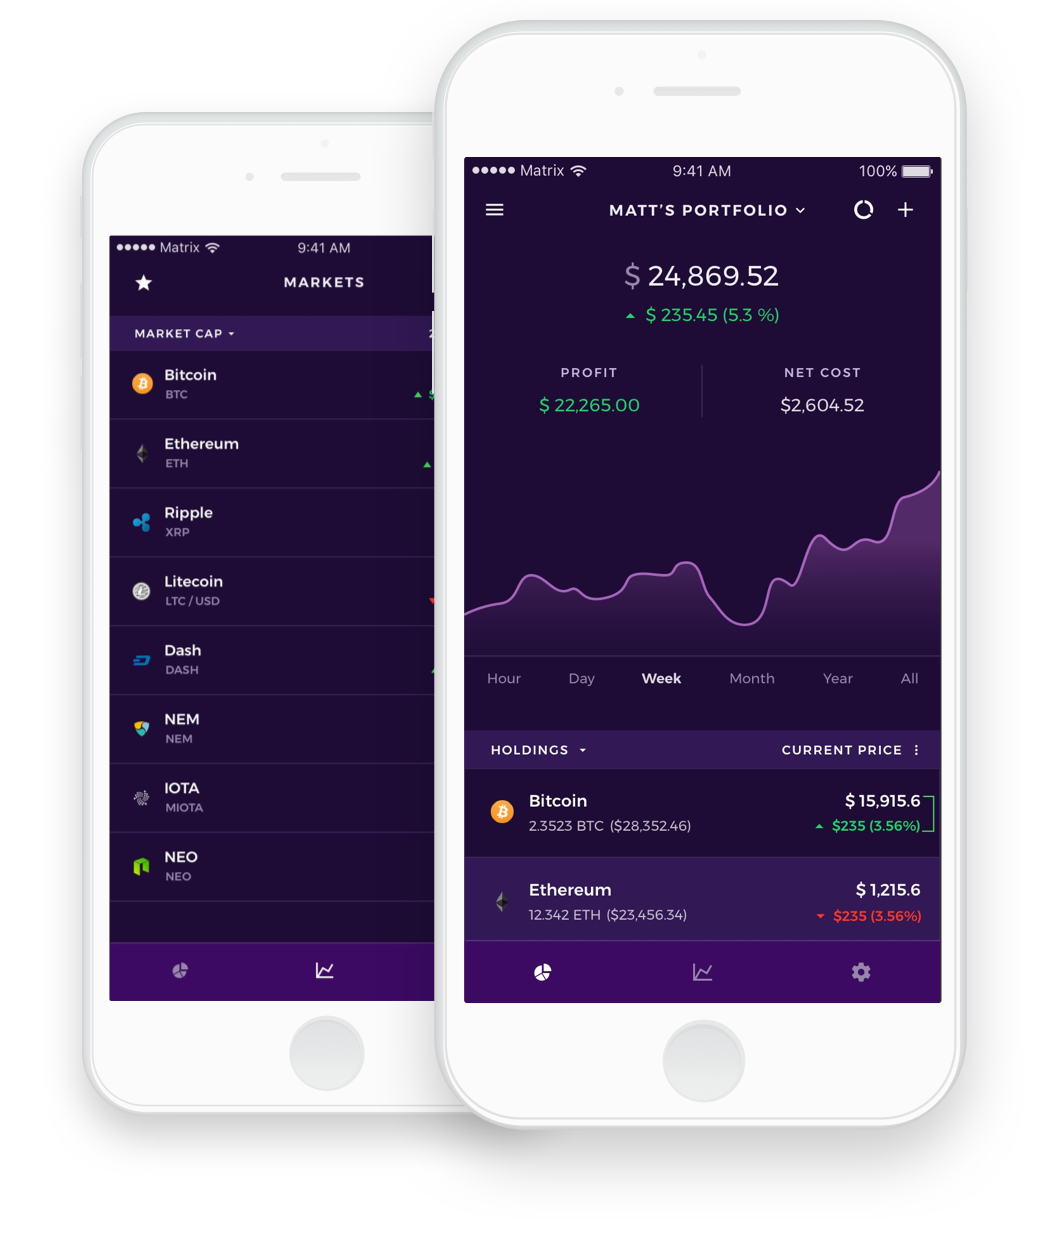 Matrix 9:41 AM
MARKETS
MARKET CAP
Bitcoin
BTC
Ethereum
ETH
Ripple
XRP
Litecoin
LTC / USD
Dash
DASH
NEM
NEM
IOTA
MIOTA
NEO
NEO
Matrix 9:41 AM 100%
MATT'S PORTFOLIO
$ 24,869.52
$ 235.45 (5.3 %)
PROFIT NET COST
$ 22,265.00 $2,604.52
Hour Day Week Month Year All
HOLDINGS CURRENT PRICE
Bitcoin $ 15,915.6
2.3523 BTC ($28,352.46) $235 (3.56%)
Ethereum $ 1,215.6
12.342 ETH ($23,456.34) $235 (3.56%)